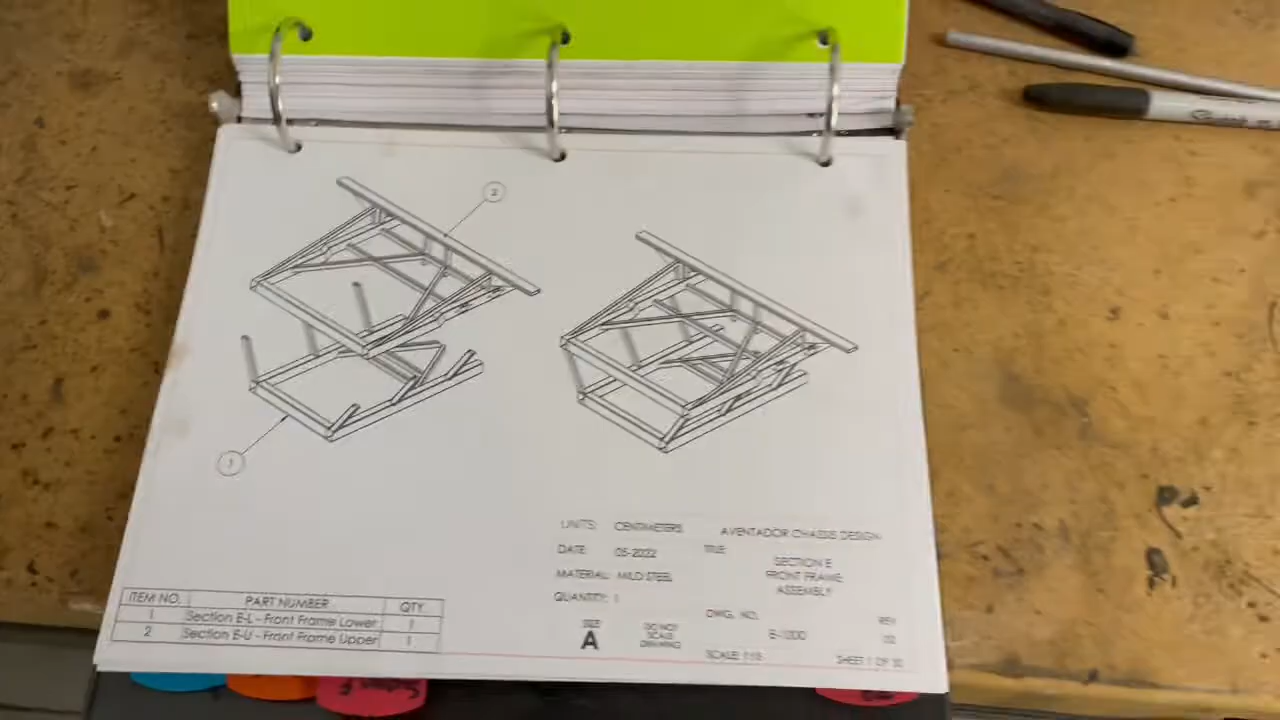 2
1
UNITS: CENTIMETERS
AVENTADOR CHASSIS DESIGN
DATE: 05-2022
TITLE:
SECTION E
FRONT FRAME
ASSEMBLY
MATERIAL: MILD STEEL
QUANTITY: 1
SIZE
A
DO NOT
SCALE
DRAWING
DWG. NO.
E-1000
REV
SCALE:
SHEET 1 OF
ITEM NO. PART NUMBER QTY.
1 Section E-L - Front Frame Lower 1
2 Section E-U - Front Frame Upper 1
Sharpie